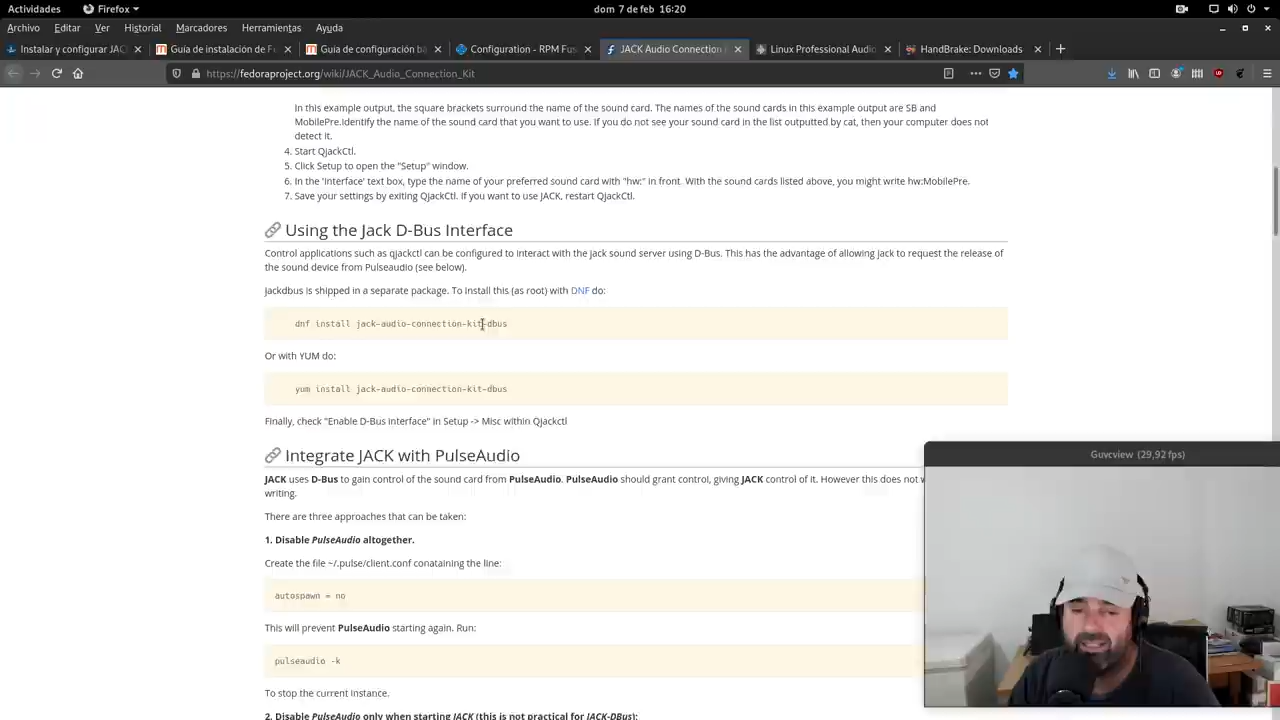 Actividades Firefox dom 7 de feb 16:20
Archivo Editar Ver Historial Marcadores Herramientas Ayuda
Instalar y configurar JAC Guía de instalación de F Guía de configuración bá Configuration - RPM Fus JACK Audio Connection Linux Professional Audio HandBrake: Downloads
https://fedoraproject.org/wiki/JACK_Audio_Connection_Kit
In this example output, the square brackets surround the name of the sound card. The names of the sound cards in this example output are SB and
MobilePre.Identify the name of the sound card that you want to use. If you do not see your sound card in the list outputted by cat, then your computer does not
detect it.
4. Start QjackCtl.
5. Click Setup to open the "Setup" window.
6. In the 'Interface' text box, type the name of your preferred sound card with "hw:" in front. With the sound cards listed above, you might write hw:MobilePre.
7. Save your settings by exiting QjackCtl. If you want to use JACK, restart QjackCtl.
Using the Jack D-Bus Interface
Control applications such as qjackctl can be configured to interact with the jack sound server using D-Bus. This has the advantage of allowing jack to request the release of
the sound device from Pulseaudio (see below).
jackdbus is shipped in a separate package. To install this (as root) with DNF do:
dnf install jack-audio-connection-kit-dbus
Or with YUM do:
yum install jack-audio-connection-kit-dbus
Finally, check "Enable D-Bus interface" in Setup -> Misc within Qjackctl
Integrate JACK with PulseAudio
JACK uses D-Bus to gain control of the sound card from PulseAudio. PulseAudio should grant control, giving JACK control of it. However this does not
writing.
There are three approaches that can be taken:
1. Disable PulseAudio altogether.
Create the file ~/.pulse/client.conf conataining the line:
autospawn = no
This will prevent PulseAudio starting again. Run:
pulseaudio -k
To stop the current instance.
2. Disable PulseAudio only when starting JACK (this is not practical for JACK-DBus):
Guvcview (29,92 fps)